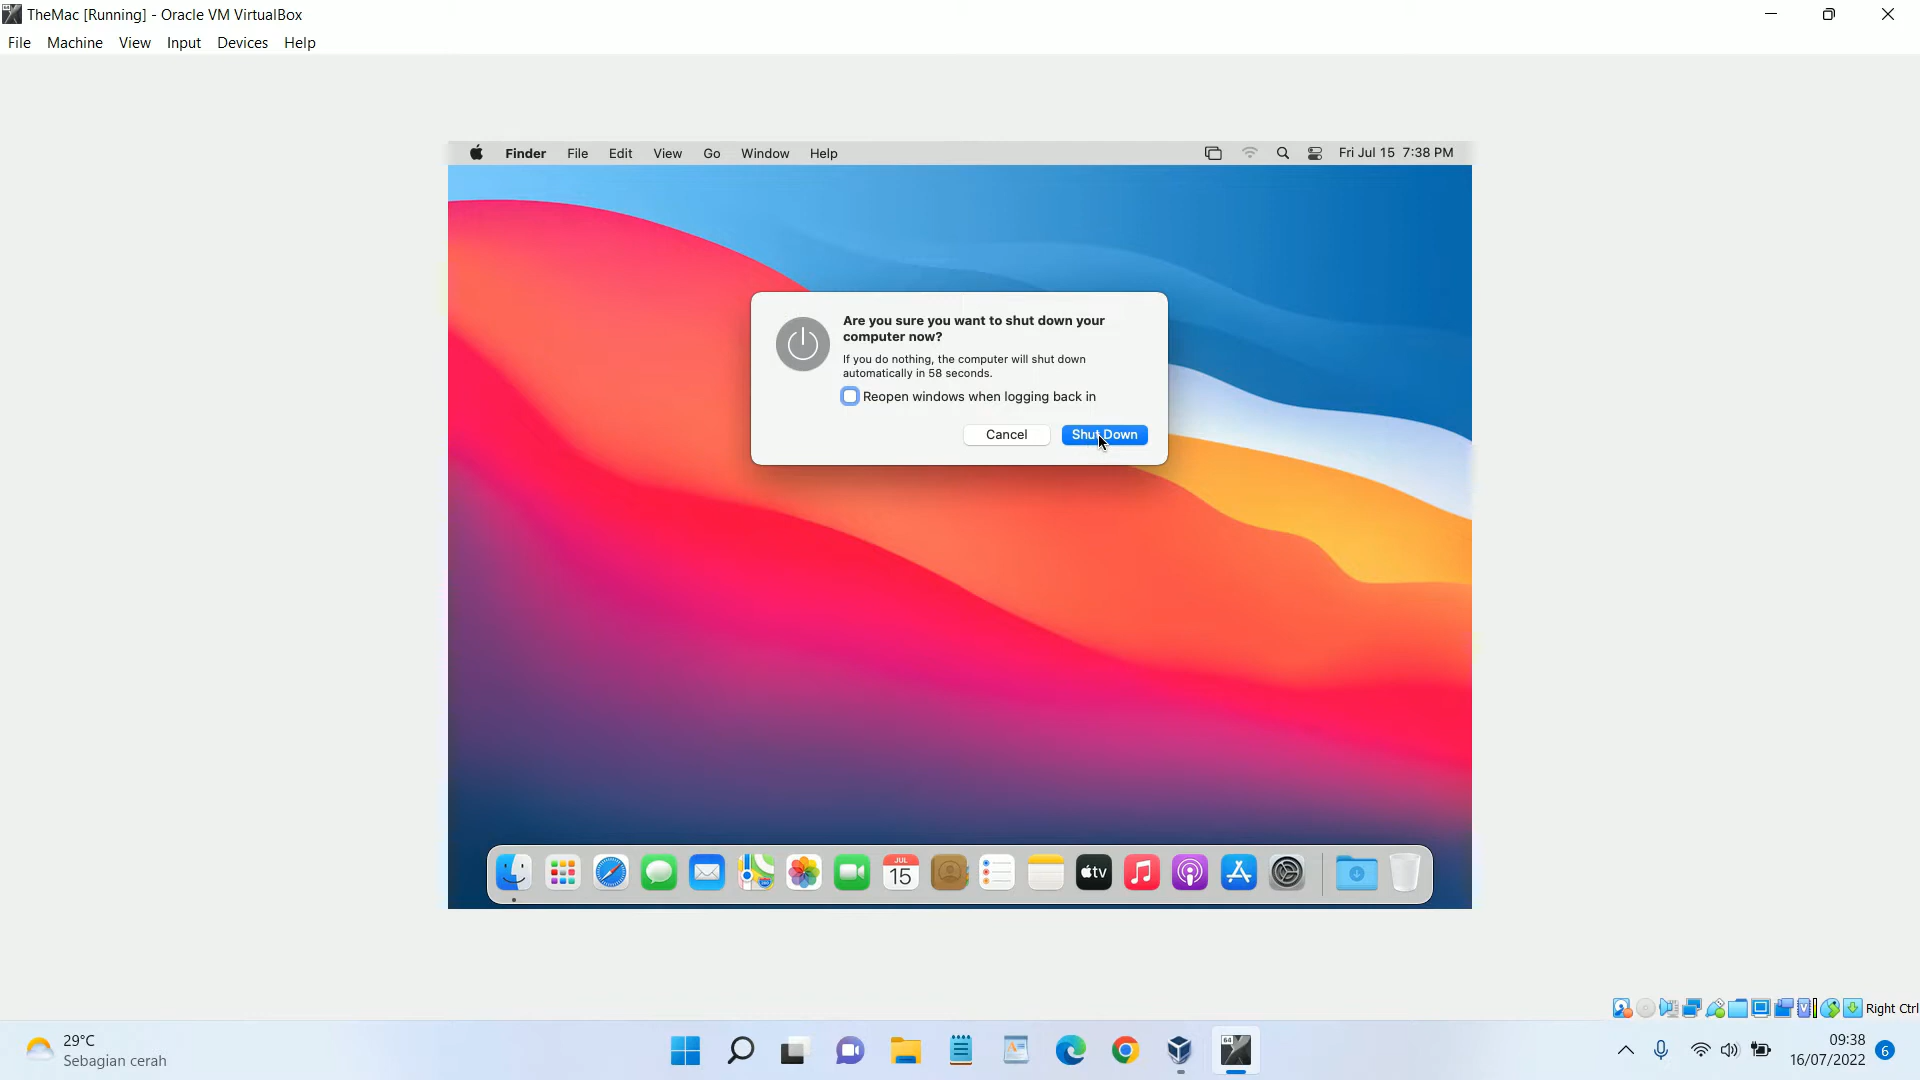 TheMac [Running] - Oracle VM VirtualBox
File Machine View Input Devices Help
Finder File Edit View Go Window Help Fri Jul 15 7:38 PM
Are you sure you want to shut down your
computer now?
If you do nothing, the computer will shut down
automatically in 58 seconds.
Reopen windows when logging back in
Cancel Shut Down
JUL
15
tv
Right Ctrl
29°C
Sebagian cerah
64
09:38
16/07/2022
6